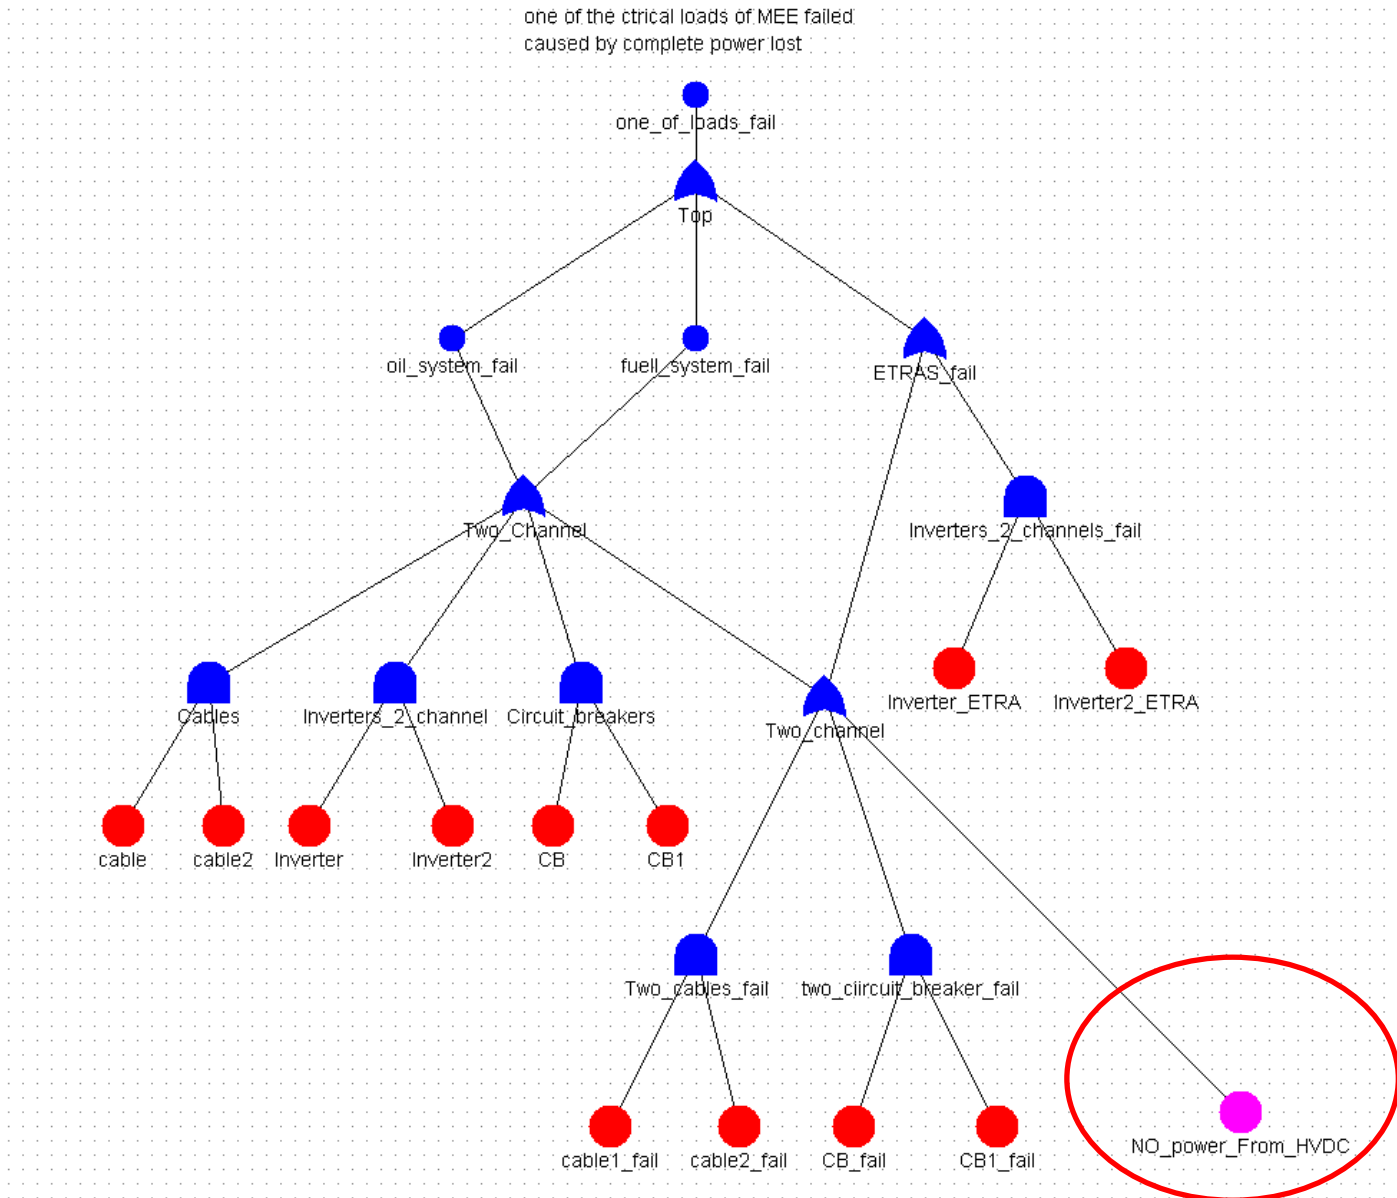 one of the ctrical loads of MEE failed
caused by complete power lost
one_of_loads_fail
Top
oil_system_fail
fuell_system_fail
ETRAS_fail
Two_Channel
Inverters_2_channels_fail
Cables
Inverters_2_channel
Circuit_breakers
Two_channel
Inverter_ETRA
Inverter2_ETRA
cable
cable2
Inverter
Inverter2
CB
CB1
Two_cables_fail
two_ciircuit_breaker_fail
cable1_fail
cable2_fail
CB_fail
CB1_fail
NO_power_From_HVDC